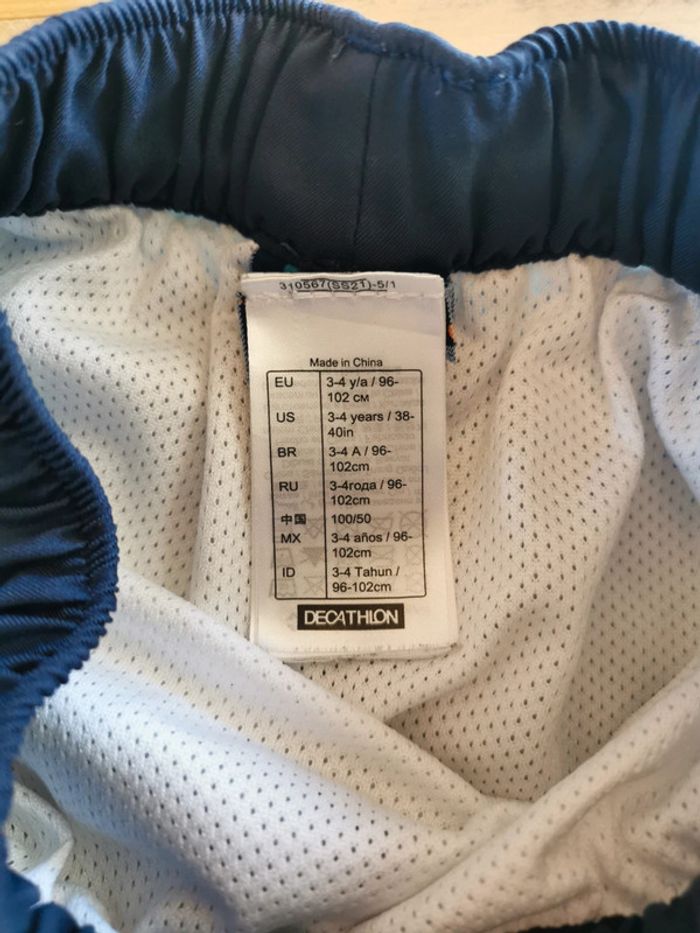 310567(SS21)-5/1
Made in China
EU 3-4 y/a / 96-
102 см
US 3-4 years / 38-
40in
BR 3-4 A / 96-
102cm
RU 3-4года / 96-
102cm
中国 100/50
MX 3-4 años / 96-
102cm
ID 3-4 Tahun /
96-102cm
DECATHLON